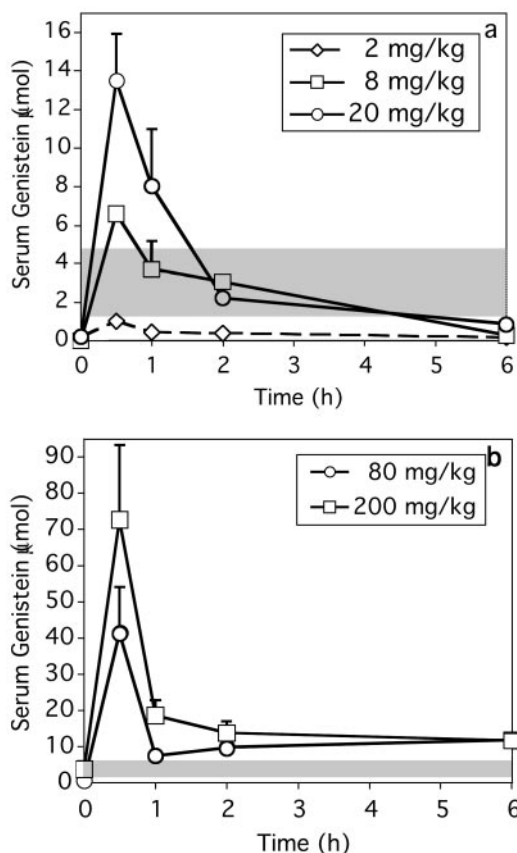 a
16
14
12
10
8
6
4
2
0
2 mg/kg
8 mg/kg
20 mg/kg
Serum Genistein μmol)
0 1 2 3 4 5 6
Time (h)
b
90
80
70
60
50
40
30
20
10
0
80 mg/kg
200 mg/kg
Serum Genistein μmol)
0 1 2 3 4 5 6
Time (h)